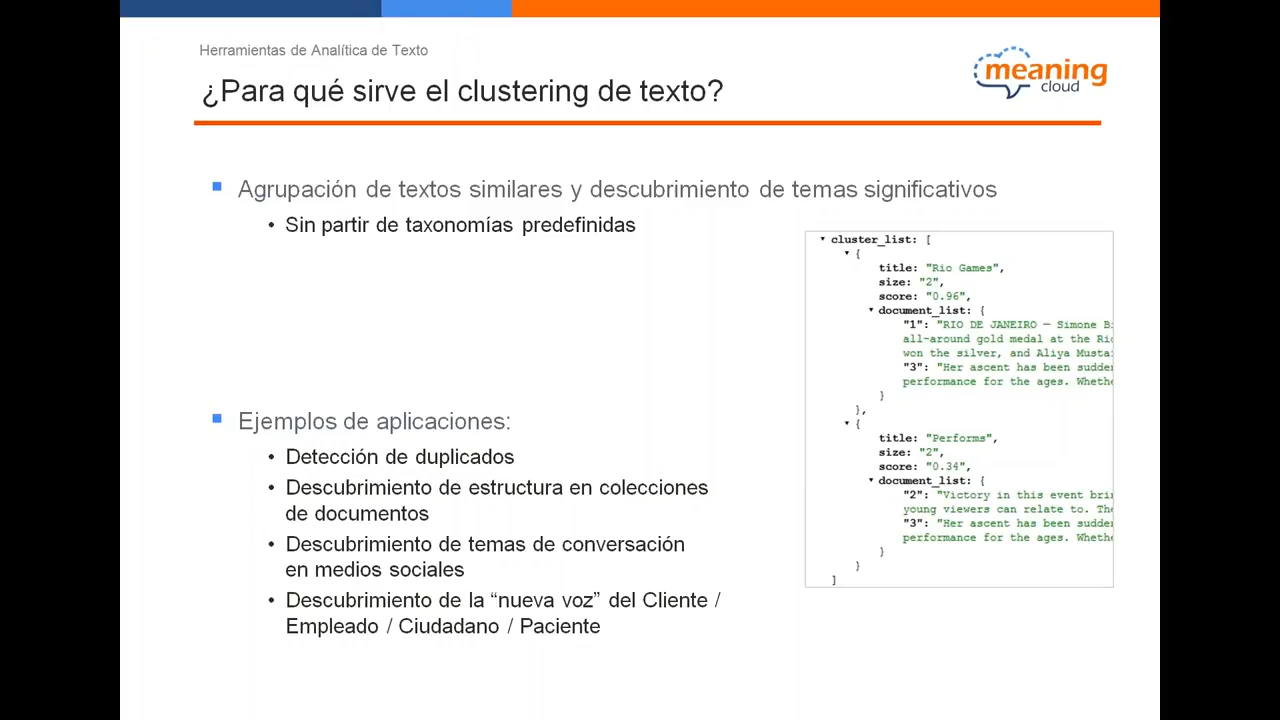 Herramientas de Analítica de Texto
¿Para qué sirve el clustering de texto?
meaning
cloud
Agrupación de textos similares y descubrimiento de temas significativos
• Sin partir de taxonomías predefinidas
Ejemplos de aplicaciones:
• Detección de duplicados
• Descubrimiento de estructura en colecciones
de documentos
• Descubrimiento de temas de conversación
en medios sociales
• Descubrimiento de la “nueva voz” del Cliente /
Empleado / Ciudadano / Paciente
cluster_list: [
{
title: "Rio Games",
size: "2",
score: "0.96",
document_list: {
"1": "RIO DE JANEIRO — Simone
all-around gold medal at the
won the silver, and Aliya
"3": "Her ascent has been
performance for the ages.
}
},
{
title: "Performs",
size: "2",
score: "0.34",
document_list: {
"2": "Victory in this event
young viewers can relate to.
"3": "Her ascent has been
performance for the ages.
}
}
]